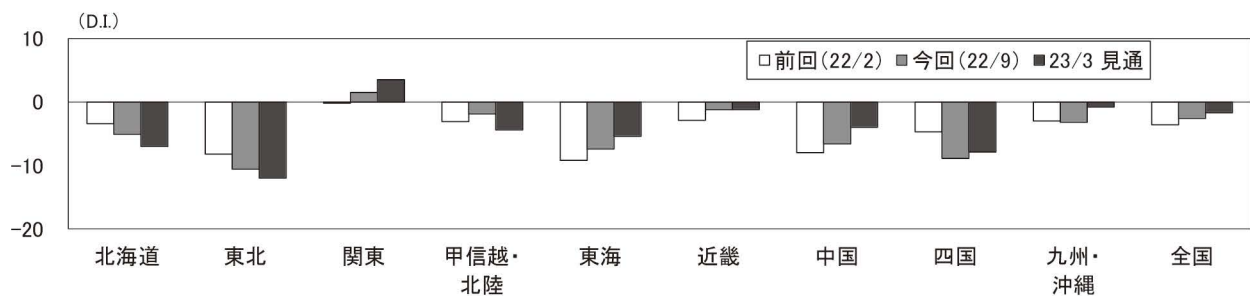 (D.I.)
10
0
-10
-20
前回(22/2) 今回(22/9) 23/3 見通
北海道 東北 関東 甲信越・北陸 東海 近畿 中国 四国 九州・沖縄 全国